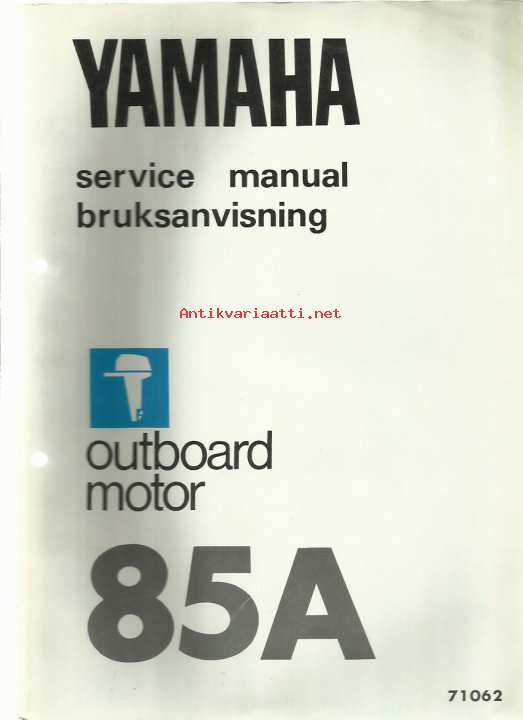 YAMAHA
service manual
bruksanvisning
Antikvariaatti.net
outboard
motor
85A
71062